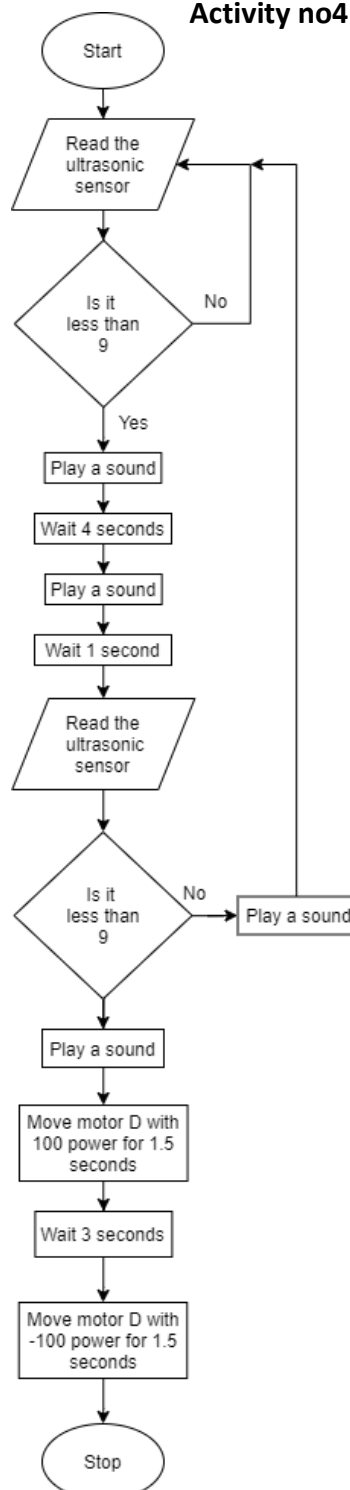 Activity no4
Start
Read the
ultrasonic
sensor
Is it
less than
9
No
Yes
Play a sound
Wait 4 seconds
Play a sound
Wait 1 second
Read the
ultrasonic
sensor
Is it
less than
9
No
Play a sound
Play a sound
Move motor D with
100 power for 1.5
seconds
Wait 3 seconds
Move motor D with
-100 power for 1.5
seconds
Stop